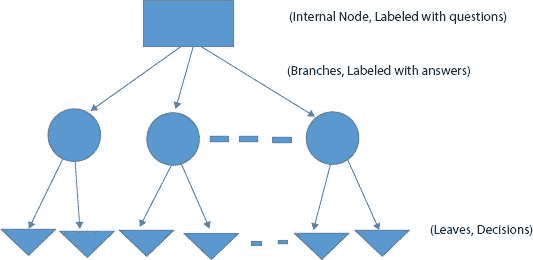 (Internal Node, Labeled with questions)
(Branches, Labeled with answers)
(Leaves, Decisions)